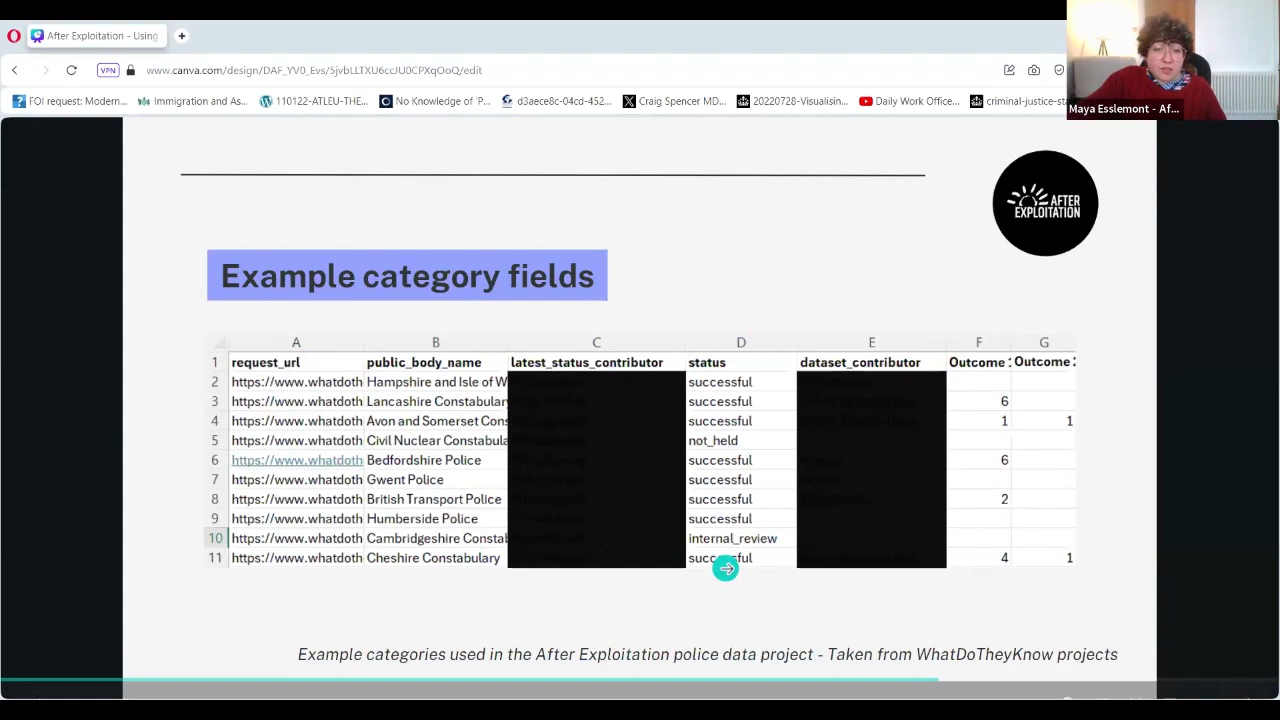 After Exploitation - Using
VPN
www.canva.com/design/DAF_YV0_Evs/5jvbLLTXU6ccJU0CPXqOoQ/edit
FOI request: Modern...
Immigration and As...
110122-ATLEU-THE...
No Knowledge of 'P...
d3aece8c-04cd-452...
Craig Spencer MD...
20220728-Visualisin...
Daily Work Office...
criminal-justice-sta
Maya Esslemont - Af...
AFTER
EXPLOITATION
Example category fields
A B C D E F G
1 request_url public_body_name latest_status_contributor status dataset_contributor Outcome Outcome
2 https://www.whatdoth Hampshire and Isle of W successful
3 https://www.whatdoth Lancashire Constabulary successful 6
4 https://www.whatdoth Avon and Somerset Cons successful 1 1
5 https://www.whatdoth Civil Nuclear Constabula not_held
6 https://www.whatdoth Bedfordshire Police successful 6
7 https://www.whatdoth Gwent Police successful
8 https://www.whatdoth British Transport Police successful 2
9 https://www.whatdoth Humberside Police successful
10 https://www.whatdoth Cambridgeshire Constab internal_review
11 https://www.whatdoth Cheshire Constabulary successful 4 1
Example categories used in the After Exploitation police data project - Taken from WhatDoTheyKnow projects